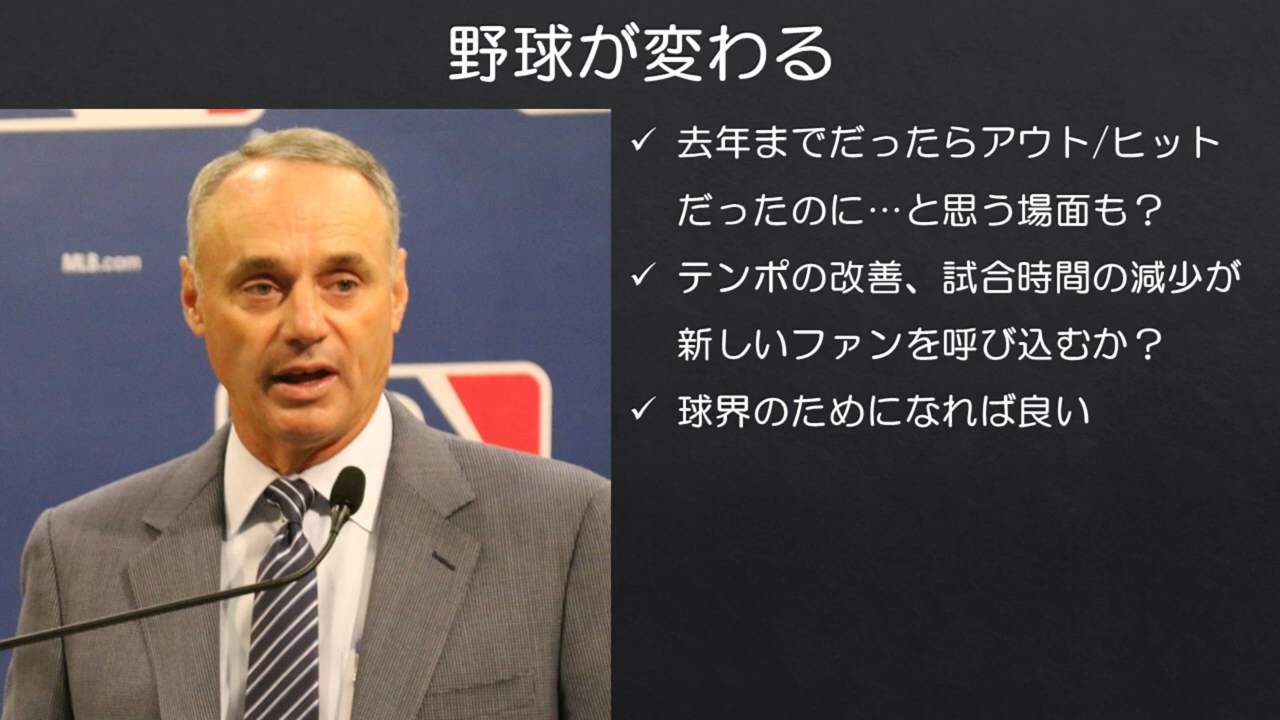 野球が変わる
MLB.com
✓ 去年までだったらアウト/ヒット
だったのに…と思う場面も？
✓ テンポの改善、試合時間の減少が
新しいファンを呼び込むか？
✓ 球界のためになれば良い